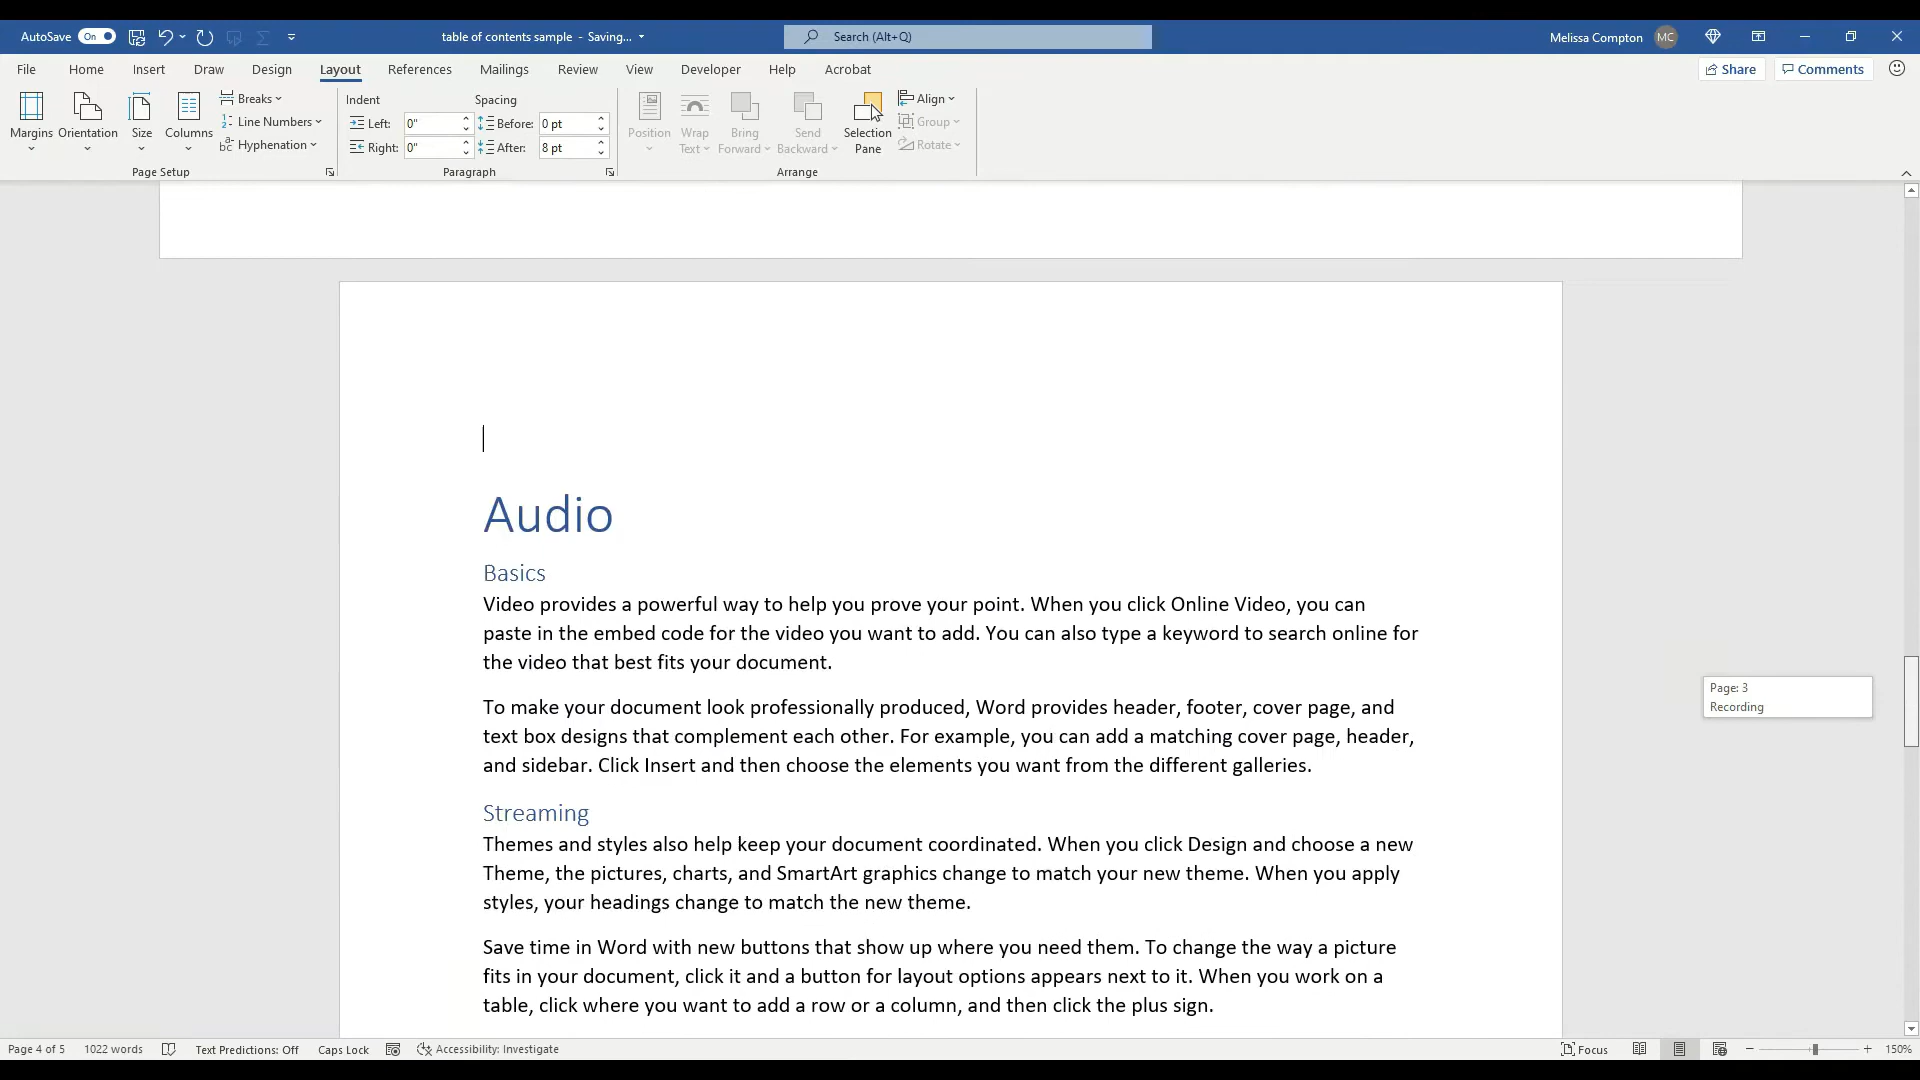 AutoSave On table of contents sample - Saving... Search (Alt+Q) Melissa Compton MC
File Home Insert Draw Design Layout References Mailings Review View Developer Help Acrobat Share Comments
Margins Orientation Size Columns
Breaks
Line Numbers
Hyphenation
Page Setup
Indent Spacing
Left: 0" Before: 0 pt
Right: 0" After: 8 pt
Paragraph
Position
Wrap
Text
Bring
Forward
Send
Backward
Selection
Pane
Align
Group
Rotate
Arrange
Audio
Basics
Video provides a powerful way to help you prove your point. When you click Online Video, you can
paste in the embed code for the video you want to add. You can also type a keyword to search online for
the video that best fits your document.
To make your document look professionally produced, Word provides header, footer, cover page, and
text box designs that complement each other. For example, you can add a matching cover page, header,
and sidebar. Click Insert and then choose the elements you want from the different galleries.
Page: 3
Recording
Streaming
Themes and styles also help keep your document coordinated. When you click Design and choose a new
Theme, the pictures, charts, and SmartArt graphics change to match your new theme. When you apply
styles, your headings change to match the new theme.
Save time in Word with new buttons that show up where you need them. To change the way a picture
fits in your document, click it and a button for layout options appears next to it. When you work on a
table, click where you want to add a row or a column, and then click the plus sign.
Page 4 of 5 1022 words Text Predictions: Off Caps Lock Accessibility: Investigate Focus 150%